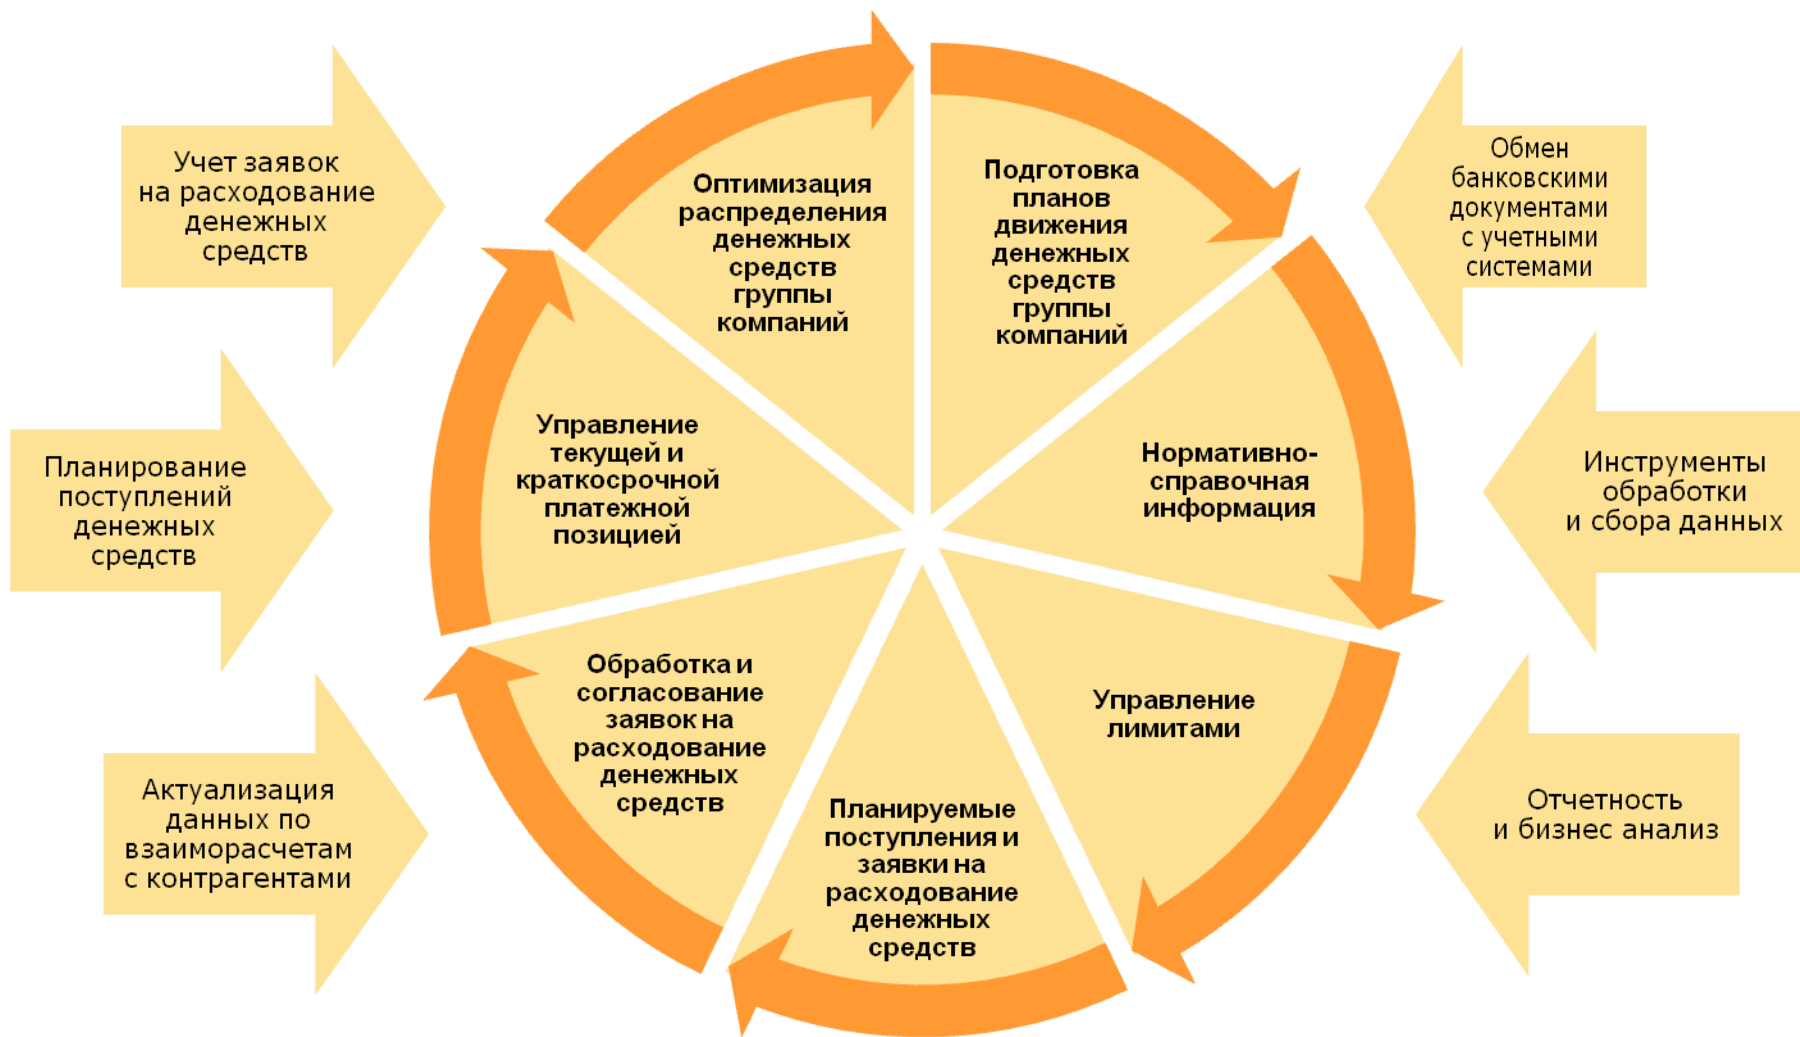 Учет заявок
на расходование
денежных
средств
Планирование
поступлений
денежных
средств
Актуализация
данных по
взаиморасчетам
с контрагентами
Оптимизация
распределения
денежных
средств
группы
компаний
Подготовка
планов
движения
денежных
средств
группы
компаний
Нормативно-
справочная
информация
Управление
лимитами
Планируемые
поступления и
заявки на
расходование
денежных
средств
Обработка и
согласование
заявок на
расходование
денежных
средств
Управление
текущей и
краткосрочной
платежной
позицией
Обмен
банковскими
документами
с учетными
системами
Инструменты
обработки
и сбора данных
Отчетность
и бизнес анализ